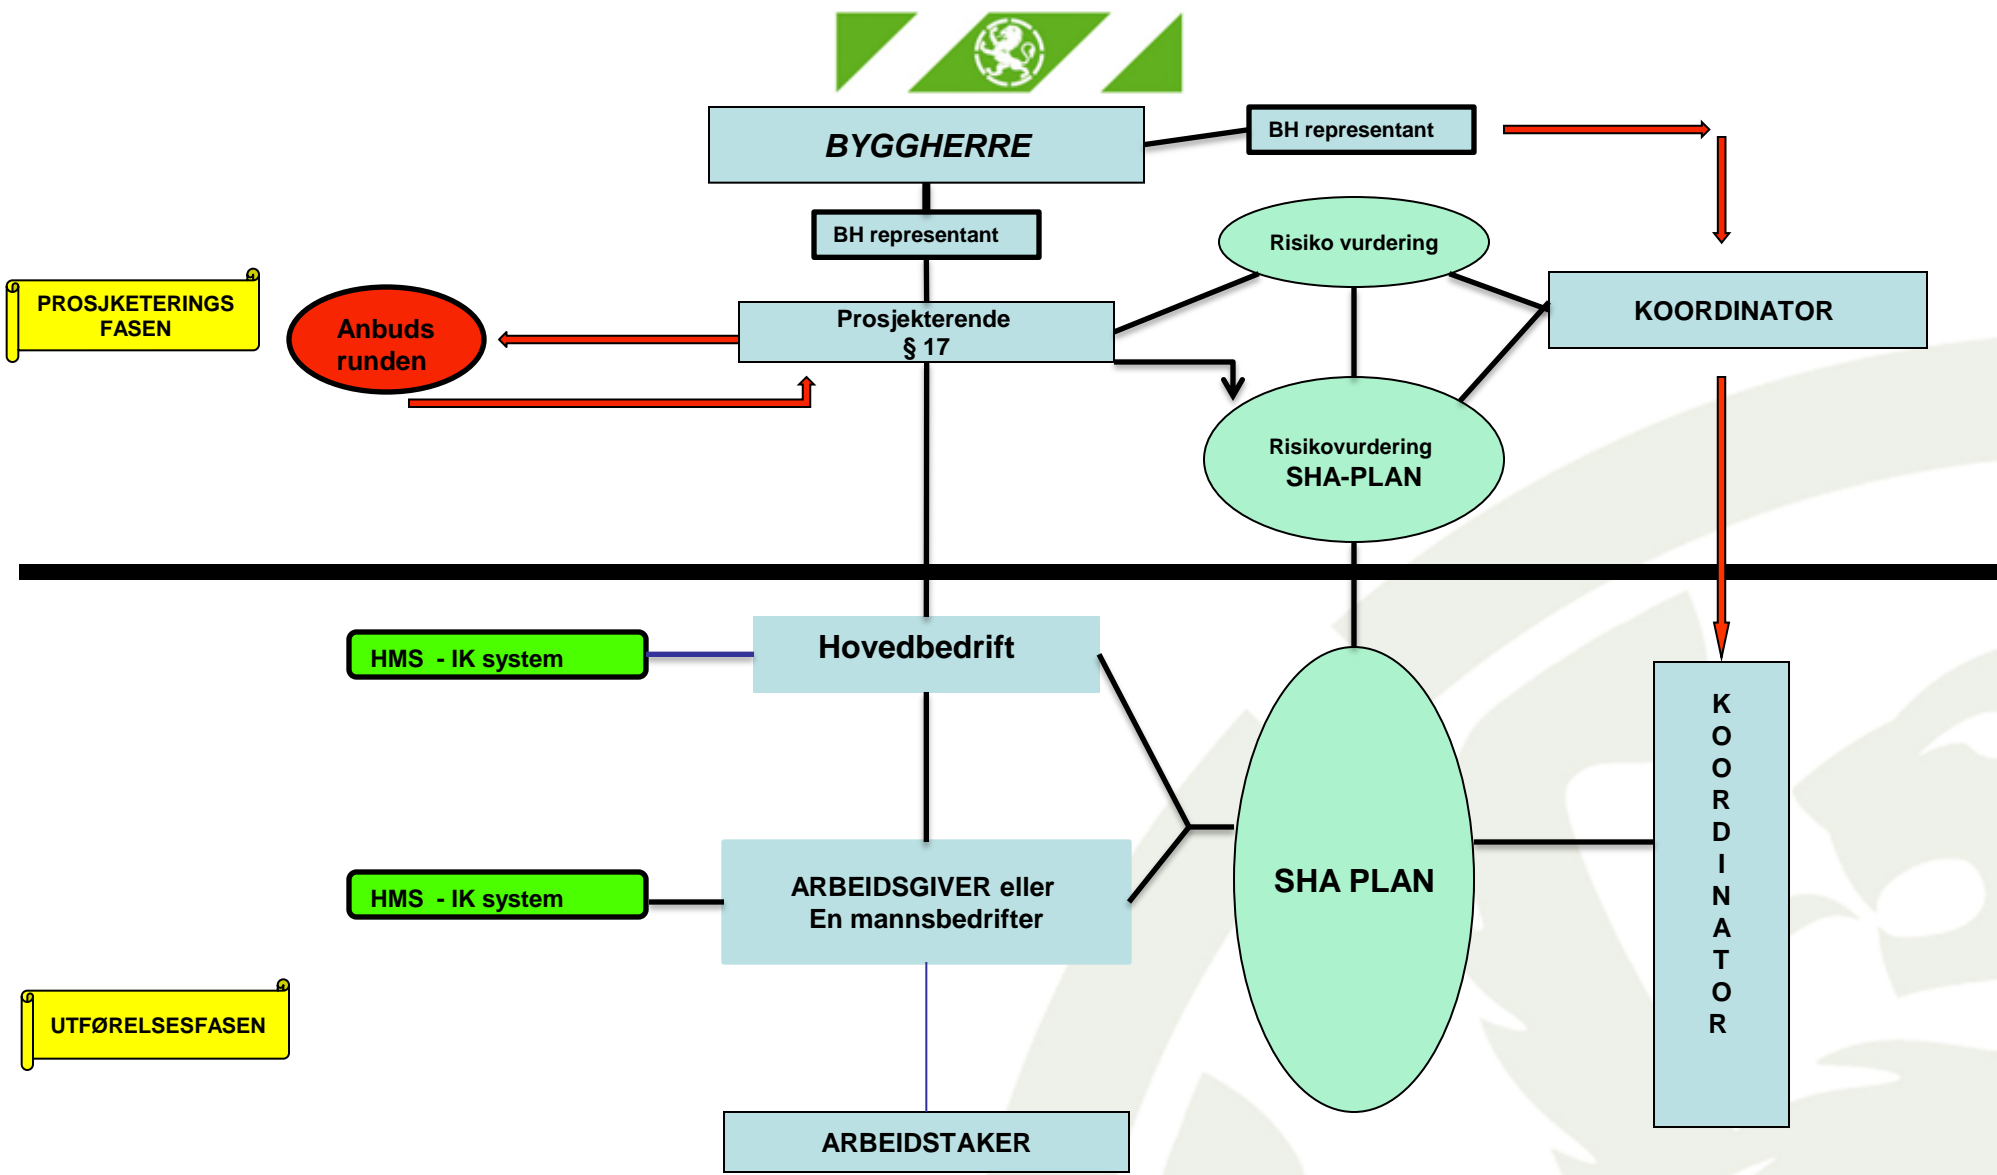 BYGGHERRE
BH representant
BH representant
Risiko vurdering
PROSJKETERINGS
FASEN
Anbuds
runden
Prosjekterende
§ 17
KOORDINATOR
Risikovurdering
SHA-PLAN
Hovedbedrift
HMS - IK system
K
O
O
R
D
I
N
A
T
O
R
SHA PLAN
HMS - IK system
ARBEIDSGIVER eller
En mannsbedrifter
UTFØRELSESFASEN
ARBEIDSTAKER